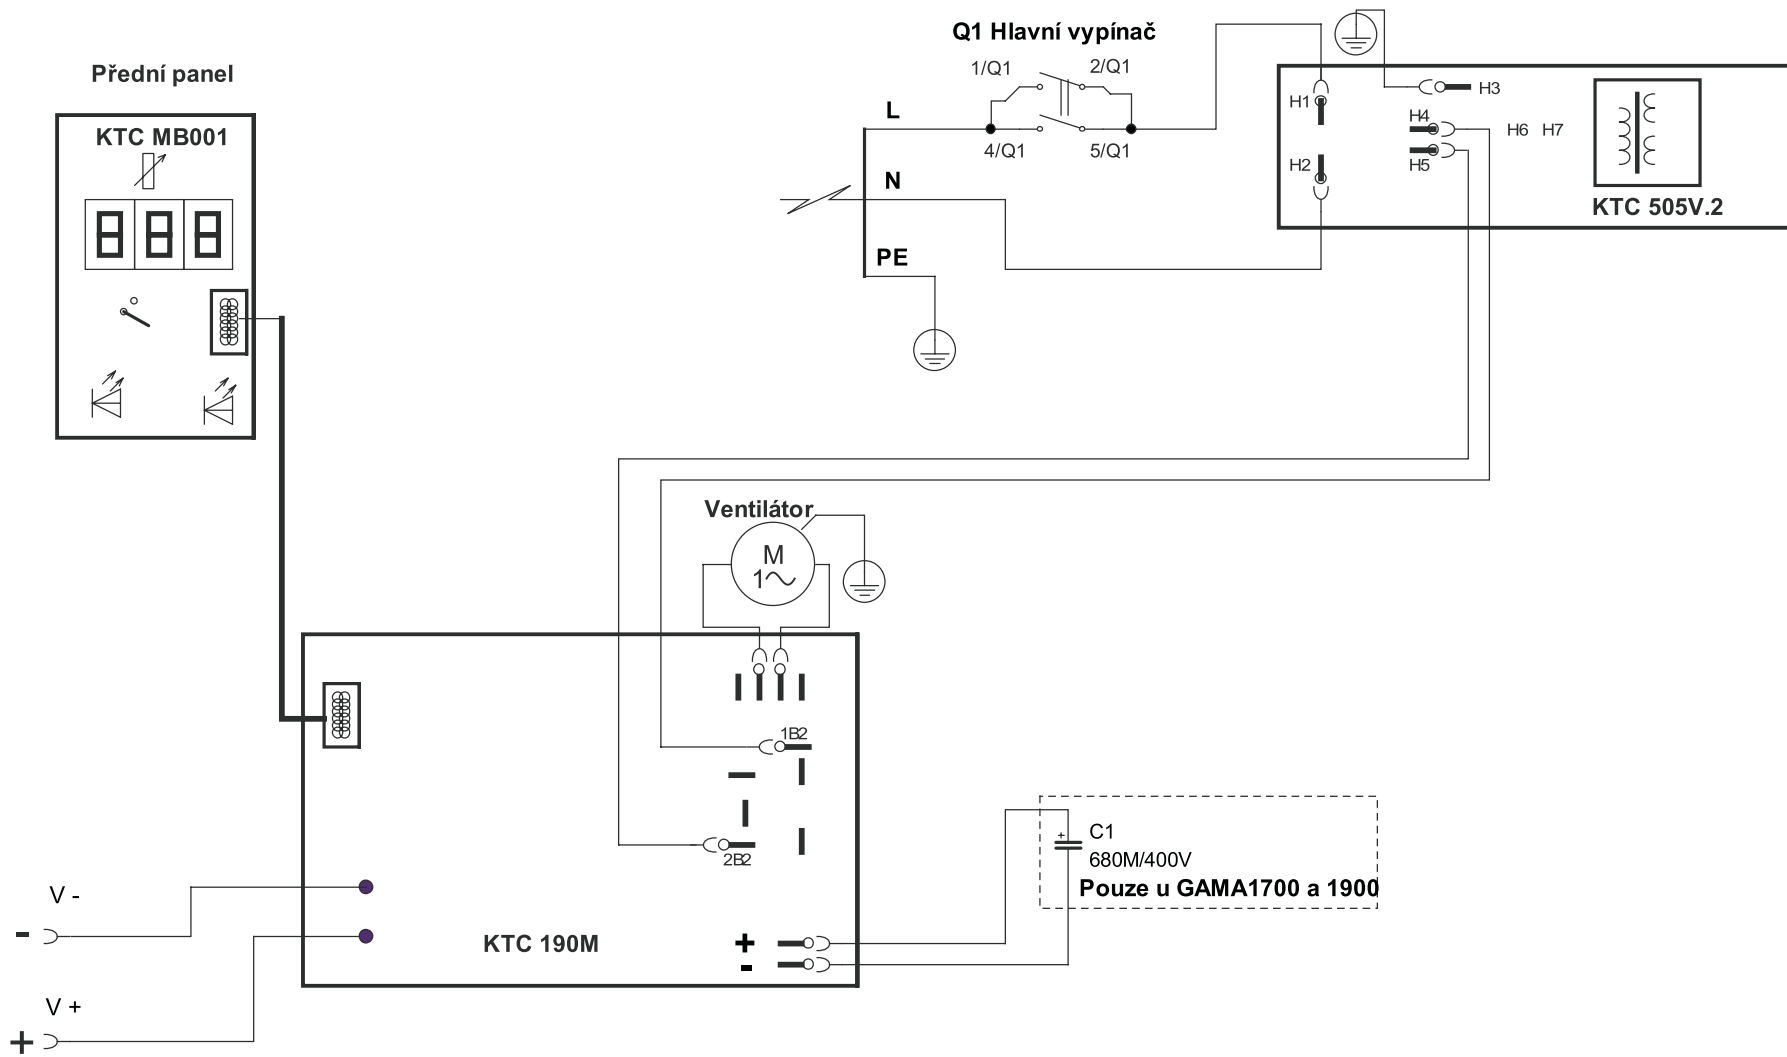 Q1 Hlavní vypínač
Přední panel
1/Q1
2/Q1
KTC MB001
L
4/Q1
5/Q1
H1
H2
H3
H4
H5
H6 H7
N
KTC 505V.2
PE
888
Ventilátor
M
1
1B2
2B2
C1
+
680M/400V
Pouze u GAMA1700 a 1900
V -
-
KTC 190M
+
-
V +
+